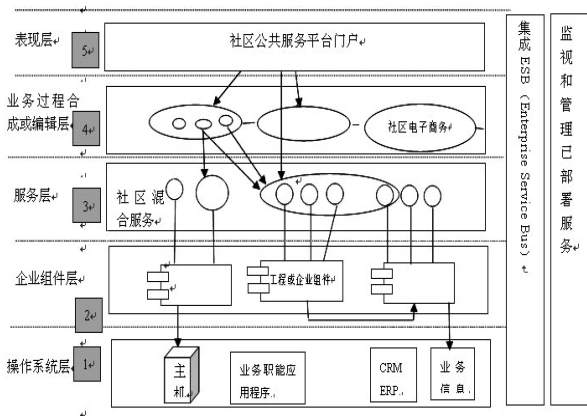 表现层
5
社区公共服务平台门户
业务过程合
成或编辑层
4
社区电子商务
服务层
3
社区混
合服务
企业组件层
2
工程或企业组件
操作系统层
1
主
机
业务职能应
用程序.
CRM
ERP.
业务
信息.
集成 ESB（Enterprise Service Bus）
监视和管理已部署服务